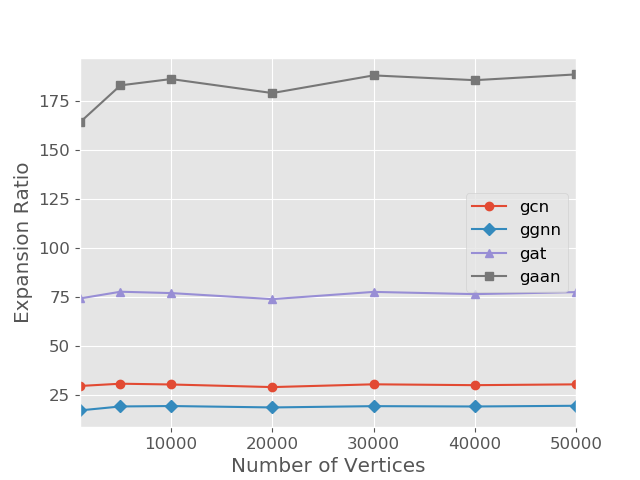 175
150
125
100
75
50
25
Expansion Ratio
gcn
ggnn
gat
gaan
10000 20000 30000 40000 50000
Number of Vertices